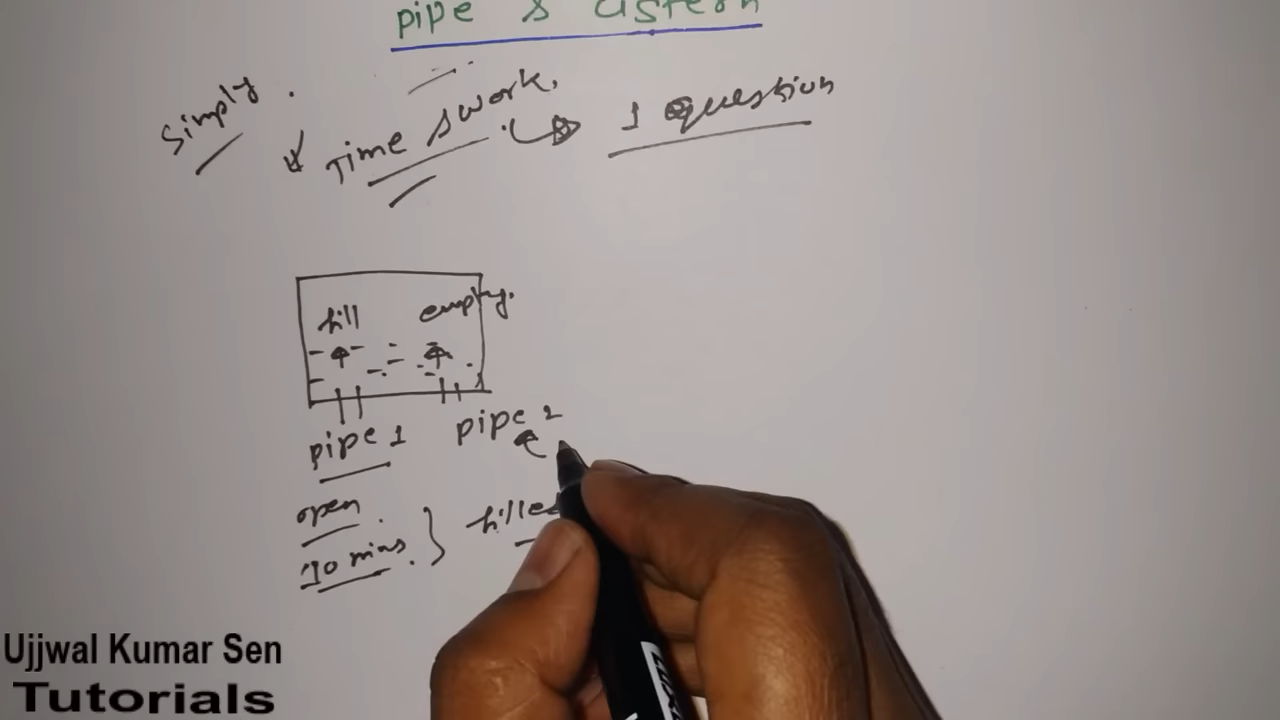 pipe & cistern
Simply.
Time & work. 1 question
fill empty.
pipe 1 pipe 2
open
10 mins. } filled
Ujjwal Kumar Sen
Tutorials